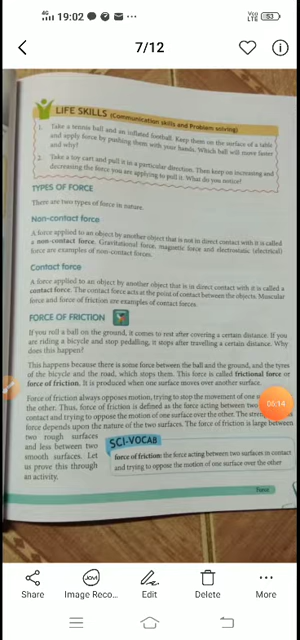 4G 19:02 ...
Vo) LTE 53
7/12
LIFE SKILLS (Communication skills and Problem solving)
1. Take a tennis ball and an inflated football. Keep them on the surface of a table
and apply force by pushing them with your hands. Which ball will move faster
and why?
2. Take a toy cart and pull it in a particular direction. Then keep on increasing and
decreasing the force you are applying to pull it. What do you notice?
TYPES OF FORCE
There are two types of force in nature.
Non-contact force
A force applied to an object by another object that is not in direct contact with it is called
a non-contact force. Gravitational force, magnetic force and electrostatic (electrical)
force are examples of non-contact forces.
Contact force
A force applied to an object by another object that is in direct contact with it is called a
contact force. The contact force acts at the point of contact between the objects. Muscular
force and force of friction are examples of contact forces.
FORCE OF FRICTION
If you roll a ball on the ground, it comes to rest after covering a certain distance. If you
are riding a bicycle and stop pedalling, it stops after travelling a certain distance. Why
does this happen?
This happens because there is some force between the ball and the ground, and the tyres
of the bicycle and the road, which stops them. This force is called frictional force or
force of friction. It is produced when one surface moves over another surface.
Force of friction always opposes motion, trying to stop the movement of one
the other. Thus, force of friction is defined as the force acting between two
contact and trying to oppose the motion of one surface over the other. The
force depends upon the nature of the two surfaces. The force of friction is large between
two rough surfaces
and less between two
smooth surfaces. Let
us prove this through
an activity.
05:14
SCI-VOCAB
force of friction: the force acting between two surfaces in contact
and trying to oppose the motion of one surface over the other
Force
Share
Image Reco...
Edit
Delete
More